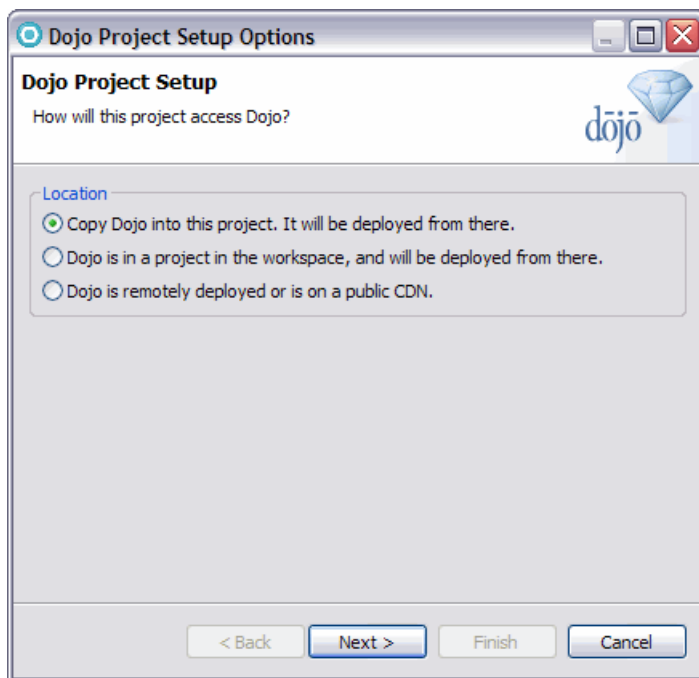 Dojo Project Setup Options
Dojo Project Setup
How will this project access Dojo?
dōjō
Location
Copy Dojo into this project. It will be deployed from there.
Dojo is in a project in the workspace, and will be deployed from there.
Dojo is remotely deployed or is on a public CDN.
< Back Next > Finish Cancel